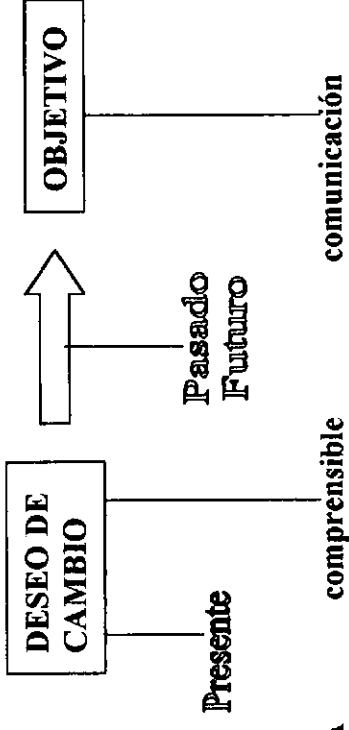 DESEO DE
CAMBIO
OBJETIVO
Presente
Pasado
Futuro
comprensible
comunicación